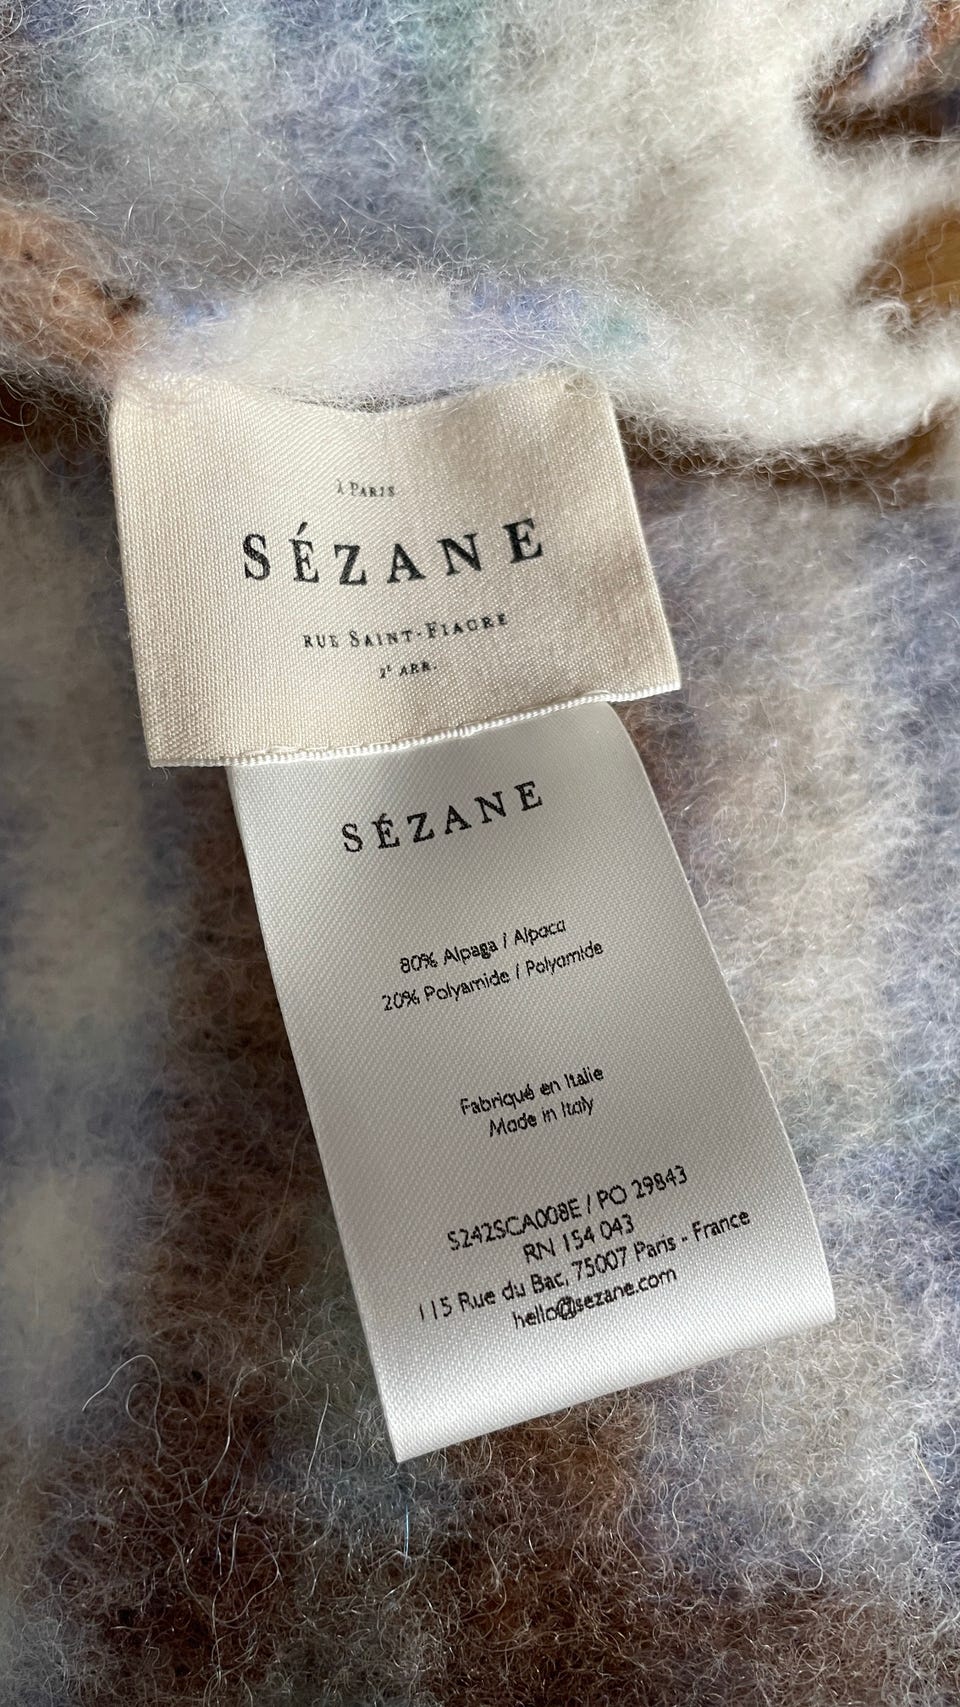 À PARIS
SÉZANE
RUE SAINT-FIACRE
2E ARR.
SÉZANE
80% Alpaga / Alpaca
20% Polyamide / Polyamide
Fabriqué en Italie
Made in Italy
S242SCA008E / PO 29843
RN 154 043
115 Rue du Bac, 75007 Paris - France
hello@sezane.com